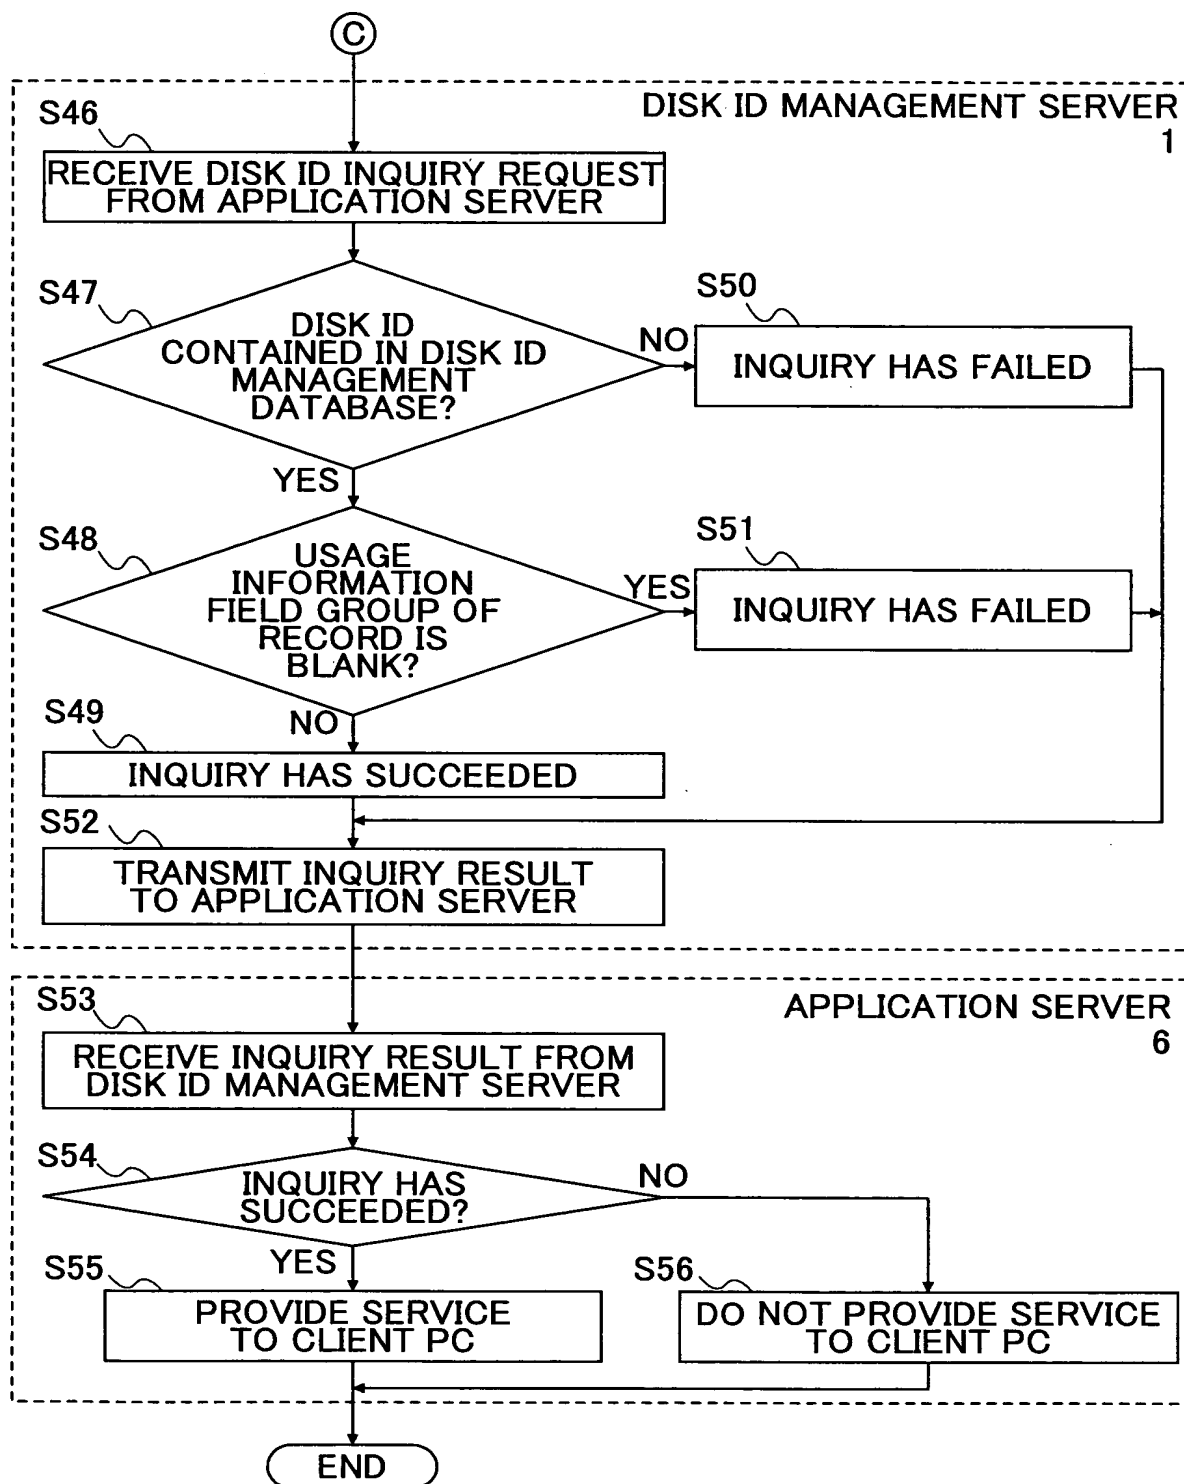 C
DISK ID MANAGEMENT SERVER
1
S46
RECEIVE DISK ID INQUIRY REQUEST
FROM APPLICATION SERVER
S47
DISK ID
CONTAINED IN DISK ID
MANAGEMENT
DATABASE?
NO
S50
INQUIRY HAS FAILED
YES
S48
USAGE
INFORMATION
FIELD GROUP OF
RECORD IS
BLANK?
YES
S51
INQUIRY HAS FAILED
NO
S49
INQUIRY HAS SUCCEEDED
S52
TRANSMIT INQUIRY RESULT
TO APPLICATION SERVER
APPLICATION SERVER
6
S53
RECEIVE INQUIRY RESULT FROM
DISK ID MANAGEMENT SERVER
S54
INQUIRY HAS
SUCCEEDED?
NO
YES
S55
PROVIDE SERVICE
TO CLIENT PC
S56
DO NOT PROVIDE SERVICE
TO CLIENT PC
END